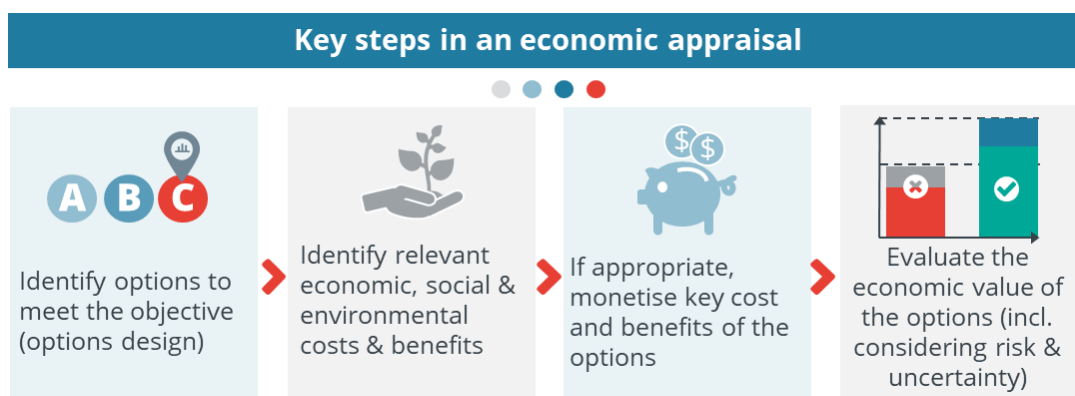 Key steps in an economic appraisal
A B C
Identify options to
meet the objective
(options design)
Identify relevant
economic, social &
environmental
costs & benefits
$ $
If appropriate,
monetise key cost
and benefits of the
options
Evaluate the
economic value of
the options (incl.
considering risk &
uncertainty)